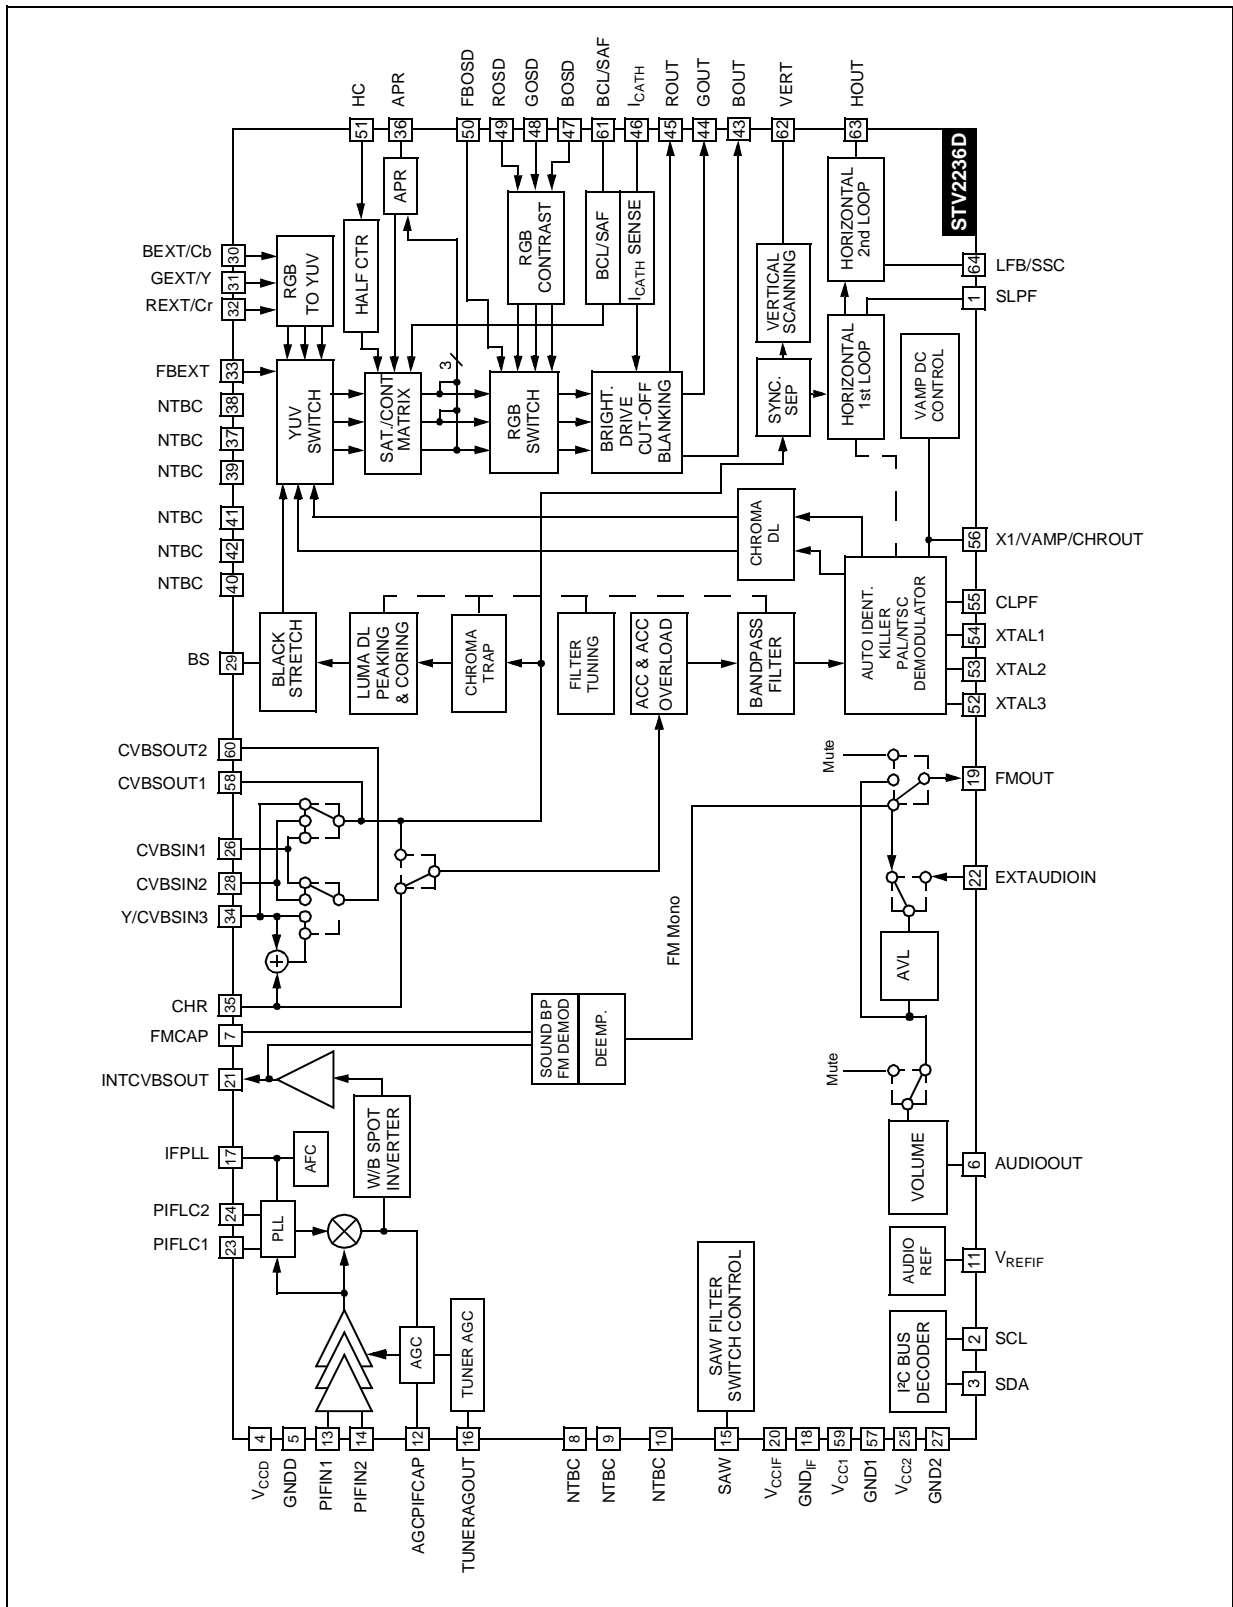 HC
APR
FBOSD
ROSD
GOSD
BOSD
BCL/SAF
ICATH
ROUT
GOUT
BOUT
VERT
HOUT
51
36
50
49
48
47
61
46
45
44
43
62
63
STV2236D
BEXT/Cb
30
GEXT/Y
31
REXT/Cr
32
FBEXT
33
NTBC
38
NTBC
37
NTBC
39
NTBC
41
NTBC
42
NTBC
40
BS
29
RGB
TO YUV
HALF CTR
APR
RGB
CONTRAST
BCL/SAF
ICATH SENSE
VERTICAL
SCANNING
HORIZONTAL
2nd LOOP
64
LFB/SSC
1
SLPF
YUV
SWITCH
SAT./CONT
MATRIX
3
RGB
SWITCH
BRIGHT.
DRIVE
CUT-OFF
BLANKING
SYNC.
SEP
HORIZONTAL
1st LOOP
VAMP DC
CONTROL
CHROMA
DL
56
X1/VAMP/CHROUT
BLACK
STRETCH
LUMA DL
PEAKING
& CORING
CHROMA
TRAP
FILTER
TUNING
ACC & ACC
OVERLOAD
BANDPASS
FILTER
AUTO IDENT.
KILLER
PAL/NTSC
DEMODULATOR
55
CLPF
54
XTAL1
53
XTAL2
52
XTAL3
CVBSOUT2
60
CVBSOUT1
58
CVBSIN1
26
CVBSIN2
28
Y/CVBSIN3
34
+
CHR
35
FMCAP
7
INTCVBSOUT
21
FM Mono
Mute
19
FMOUT
22
EXTAUDIOIN
AVL
SOUND BP
FM DEMOD
DEEMP.
Mute
IFPLL
17
AFC
W/B SPOT
INVERTER
PIFLC2
24
PIFLC1
23
PLL
VOLUME
6
AUDIOOUT
AUDIO
REF
11
VREFIF
AGC
TUNER AGC
SAW FILTER
SWITCH CONTROL
I²C BUS
DECODER
2
SCL
3
SDA
4
5
13
14
12
16
8
9
10
15
20
18
59
57
25
27
VCCD
GNDD
PIFIN1
PIFIN2
AGCPIFCAP
TUNERAGOUT
NTBC
NTBC
NTBC
SAW
VCCIF
GNDIF
VCC1
GND1
VCC2
GND2